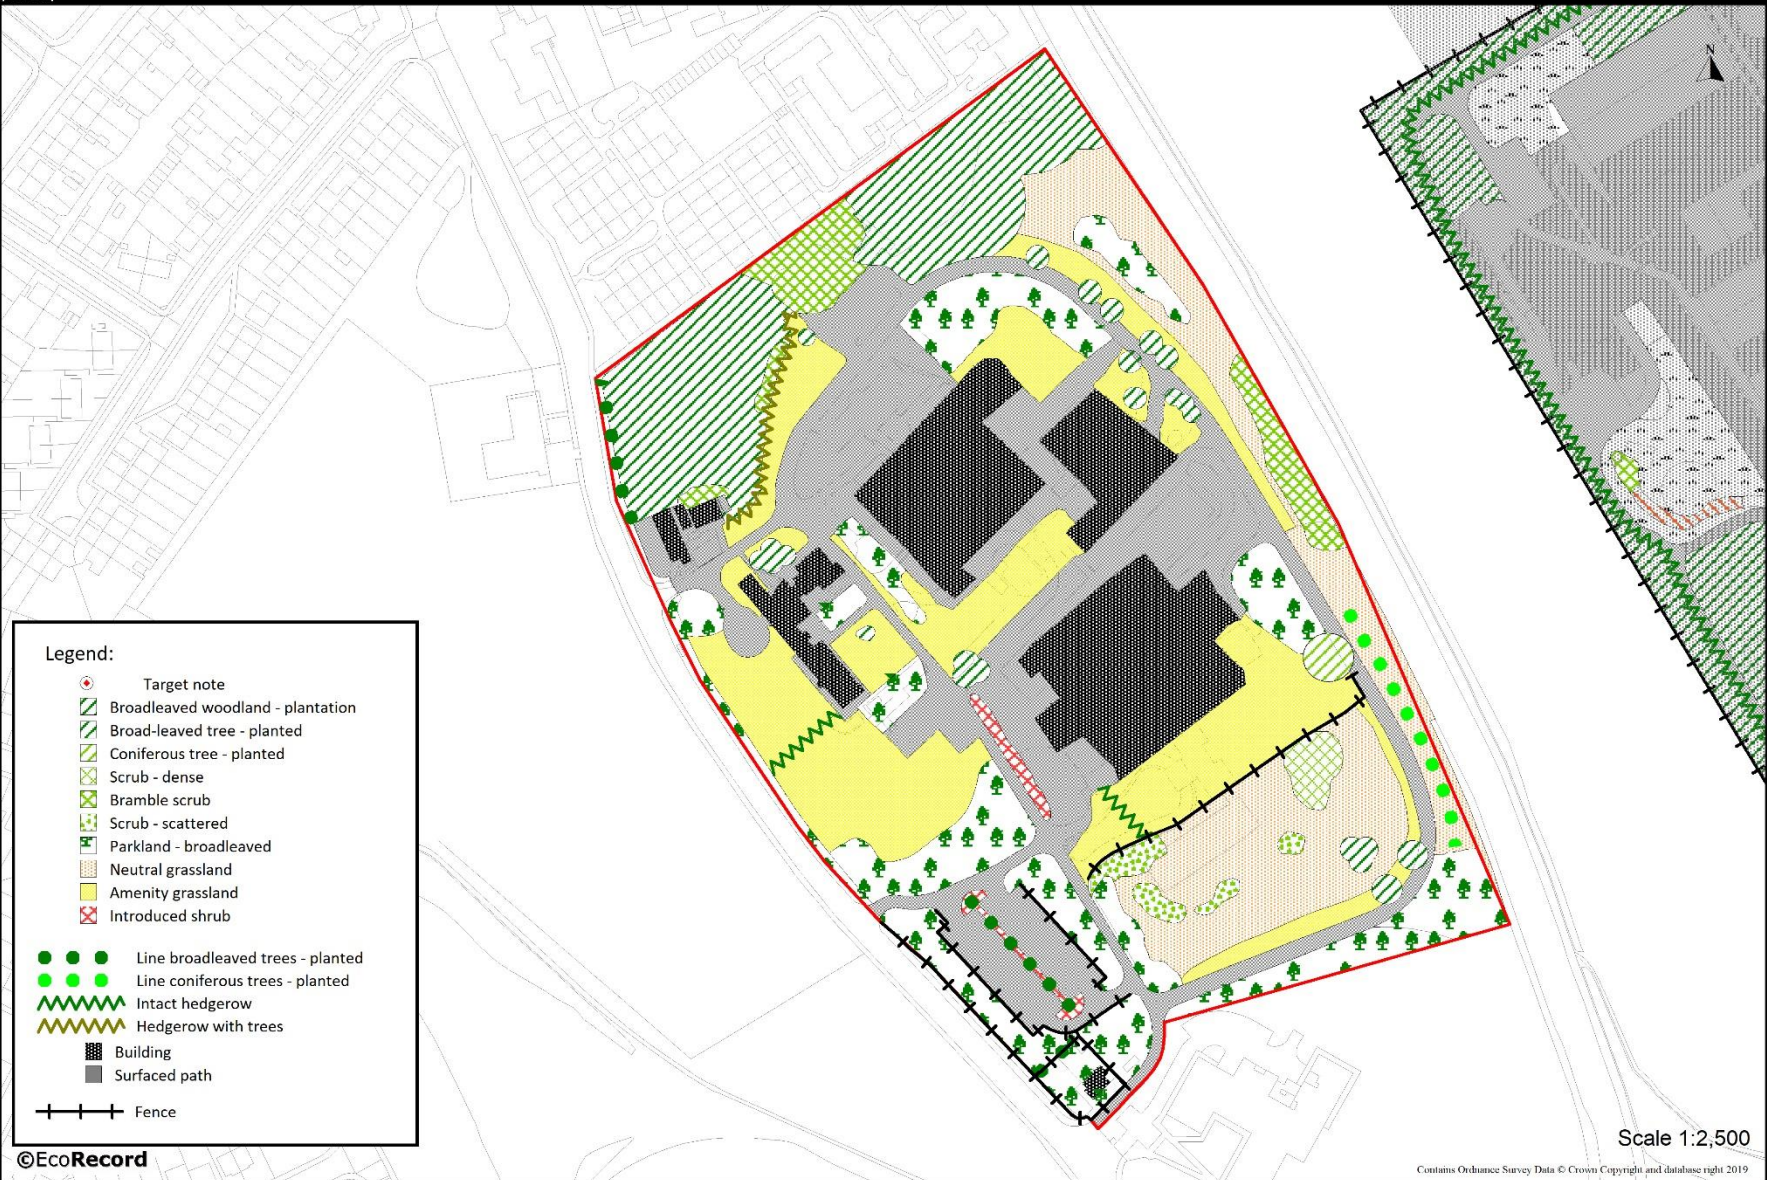 N
Legend:
Target note
Broadleaved woodland - plantation
Broad-leaved tree - planted
Coniferous tree - planted
Scrub - dense
Bramble scrub
Scrub - scattered
Parkland - broadleaved
Neutral grassland
Amenity grassland
Introduced shrub
Line broadleaved trees - planted
Line coniferous trees - planted
Intact hedgerow
Hedgerow with trees
Building
Surfaced path
Fence
©EcoRecord
Scale 1:2,500
Contains Ordnance Survey Data © Crown Copyright and database right 2019